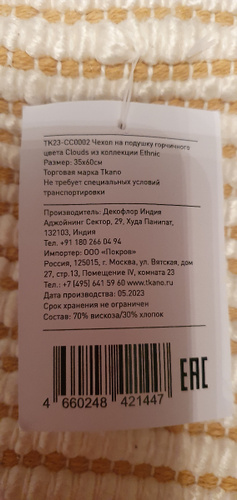 TK23-CC0002 Чехол на подушку горчичного
цвета Clouds из коллекции Ethnic
Размер: 35х60см
Торговая марка Tkano
Не требует специальных условий
транспортировки
Производитель: Декофлор Индия
Аджойнинг Сектор, 29, Худа Панипат,
132103, Индия
Тел. +91 180 266 04 94
Импортер: ООО «Покров»
Россия, 125015, г. Москва, ул. Вятская, дом
27, стр.13, Помещение IV, комната 23
Тел.: +7 (495) 641 59 60 www.tkano.ru
Дата производства: 05.2023
Срок хранения не ограничен
Состав: 70% вискоза/30% хлопок
EAC
4 660248 421447